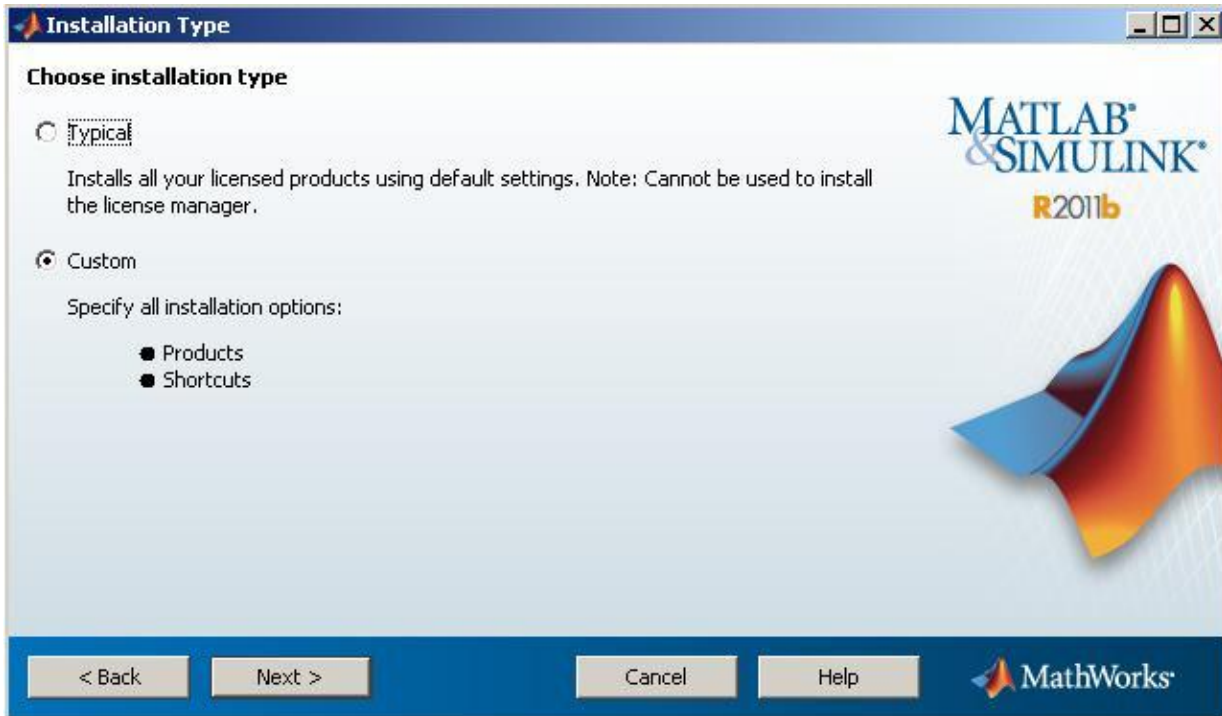 Installation Type
Choose installation type
Typical
Installs all your licensed products using default settings. Note: Cannot be used to install
the license manager.
Custom
Specify all installation options:
Products
Shortcuts
MATLAB®
&SIMULINK®
R2011b
< Back
Next >
Cancel
Help
MathWorks®